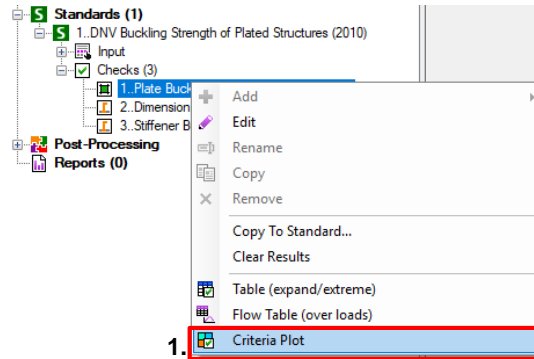 Standards (1)
1..DNV Buckling Strength of Plated Structures (2010)
Input
Checks (3)
1..Plate Buck
2..Dimension
3..Stiffener B
Post-Processing
Reports (0)
Add
Edit
Rename
Copy
Remove
Copy To Standard...
Clear Results
Table (expand/extreme)
Flow Table (over loads)
1. Criteria Plot